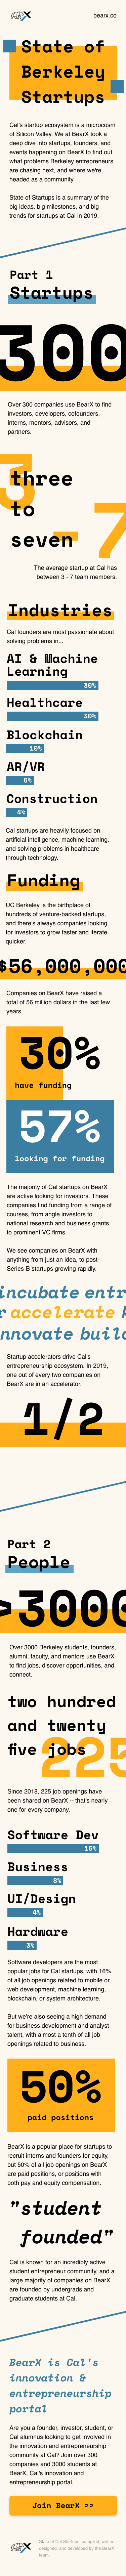 bearx.co
State of
Berkeley
Startups
Cal's startup ecosystem is a microcosm
of Silicon Valley. We at BearX took a
deep dive into startups, founders, and
events happening on BearX to find out
what problems Berkeley entrepreneurs
are chasing next, and where we're
headed as a community.
State of Startups is a summary of the
big ideas, big milestones, and big
trends for startups at Cal in 2019.
Part 1
Startups
300
Over 300 companies use BearX to find
investors, developers, cofounders,
interns, mentors, advisors, and
partners.
3
three
to
seven
-7
The average startup at Cal has
between 3 - 7 team members.
Industries
Cal founders are most passionate about
solving problems in...
AI & Machine
Learning
30%
Healthcare
30%
Blockchain
10%
AR/VR
6%
Construction
4%
Cal startups are heavily focused on
artificial intelligence, machine learning,
and solving problems in healthcare
through technology.
Funding
UC Berkeley is the birthplace of
hundreds of venture-backed startups,
and there's always companies looking
for investors to grow faster and iterate
quicker.
$56,000,000
Companies on BearX have raised a
total of 56 million dollars in the last few
years.
30%
have funding
57%
looking for funding
The majority of Cal startups on BearX
are active looking for investors. These
companies find funding from a range of
courses, from angle investors to
national research and business grants
to prominent VC firms.
We see companies on BearX with
anything from just an idea, to post-
Series-B startups growing rapidly.
incubate entr
r accelerate
nnovate build
Startup accelerators drive Cal's
entrepreneurship ecosystem. In 2019,
one out of every two companies on
BearX are in an accelerator.
1/2
Part 2
People
>3000
Over 3000 Berkeley students, founders,
alumni, faculty, and mentors use BearX
to find jobs, discover opportunities, and
connect.
two hundred
and twenty
five jobs
225
Since 2018, 225 job openings have
been shared on BearX -- that's nearly
one for every company.
Software Dev
16%
Business
8%
UI/Design
4%
Hardware
3%
Software developers are the most
popular jobs for Cal startups, with 16%
of all job openings related to mobile or
web development, machine learning,
blockchain, or system architecture.
But we're also seeing a high demand
for business development and analyst
talent, with almost a tenth of all job
openings related to business.
50%
paid positions
BearX is a popular place for startups to
recruit interns and founders for equity,
but 50% of all job openings on BearX
are paid positions, or positions with
both pay and equity compensation.
"student
founded"
Cal is known for an incredibly active
student entrepreneur community, and a
large majority of companies on BearX
are founded by undergrads and
graduate students at Cal.
BearX is Cal's
innovation &
entrepreneurship
portal
Are you a founder, investor, student, or
Cal alumnus looking to get involved in
the innovation and entrepreneurship
community at Cal? Join over 300
companies and 3000 students at
BearX, Cal's innovation and
entrepreneurship portal.
Join BearX >>
State of Cal Startups, compiled, written,
designed, and developed by the BearX
team.